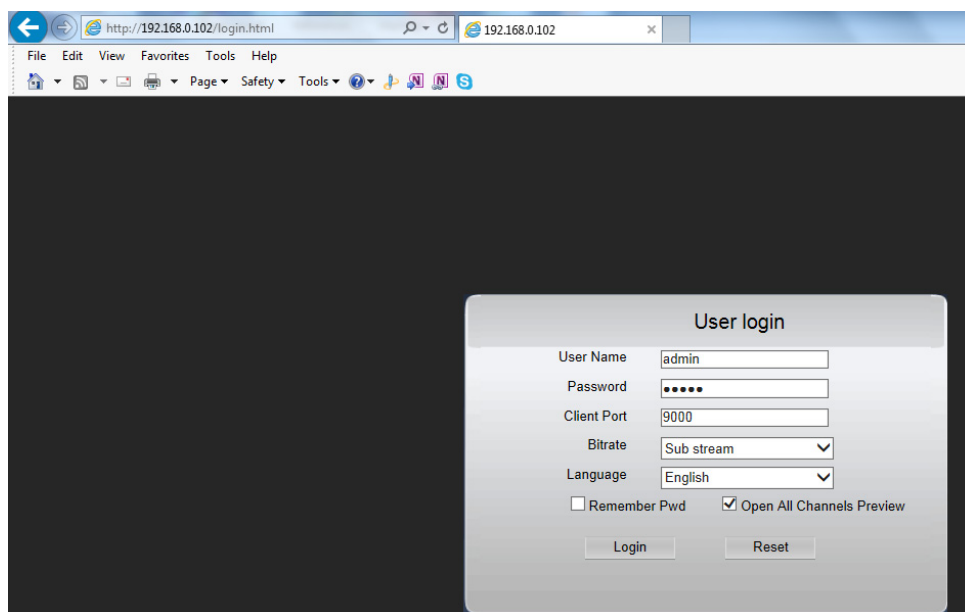 http://192.168.0.102/login.html
192.168.0.102
File Edit View Favorites Tools Help
Page Safety Tools
User login
User Name admin
Password •••••
Client Port 9000
Bitrate Sub stream
Language English
Remember Pwd Open All Channels Preview
Login Reset